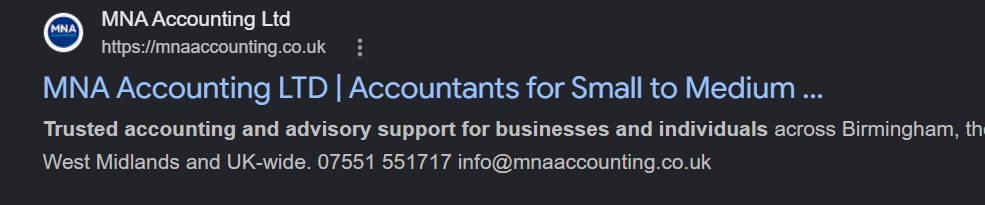 MNA
MNA Accounting Ltd
https://mnaaccounting.co.uk
MNA Accounting LTD | Accountants for Small to Medium ...
Trusted accounting and advisory support for businesses and individuals across Birmingham, the
West Midlands and UK-wide. 07551 551717 info@mnaaccounting.co.uk